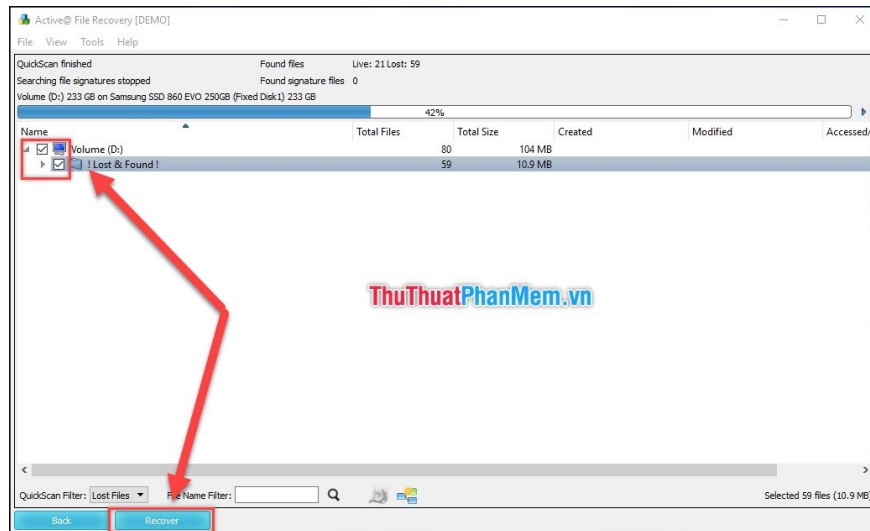 Active@ File Recovery [DEMO]
File View Tools Help
QuickScan finished Found files Live: 21 Lost: 59
Searching file signatures stopped Found signature files 0
Volume (D:) 233 GB on Samsung SSD 860 EVO 250GB (Fixed Disk1) 233 GB
42%
Name Total Files Total Size Created Modified Accessed/
Volume (D:) 80 104 MB
! Lost & Found ! 59 10.9 MB
ThuThuatPhanMem.vn
QuickScan Filter: Lost Files File Name Filter: Selected 59 files (10.9 MB)
Back Recover